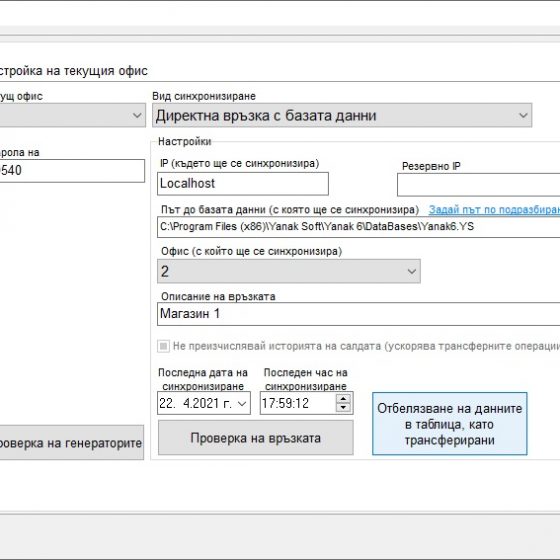 стройка на текущия офис
ущ офис
Вид синхронизиране
Директна връзка с базата данни
Настройки
рола на
540
IP (където ще се синхронизира)
Резервно IP
Localhost
Път до базата данни (с която ще се синхронизира) Задай път по подразбиран
C:\Program Files (x86)\Yanak Soft\Yanak 6\DataBases\Yanak6.YS
Офис (с който ще се синхронизира)
2
Описание на връзката
Магазин 1
Не преизчислявай историята на салдата (ускорява трансферните операции
Последна дата на
синхронизиране
Последен час на
синхронизиране
22. 4.2021 г.
17:59:12
Отбелязване на данните
в таблица, като
трансферирани
роверка на генераторите
Проверка на връзката